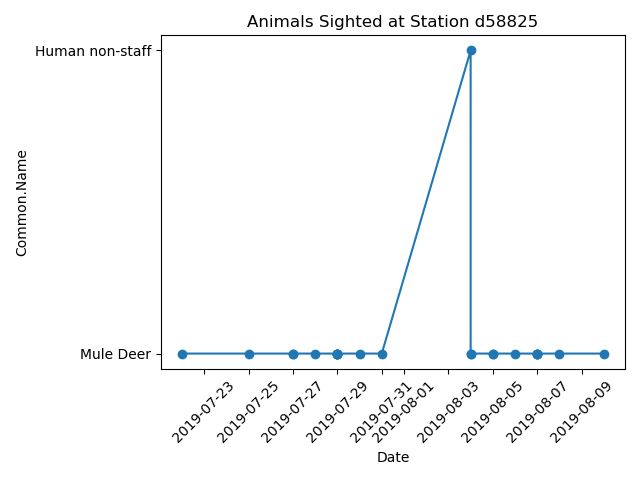 Animals Sighted at Station d58825
Human non-staff
Common.Name
Mule Deer
2019-07-23
2019-07-25
2019-07-27
2019-07-29
2019-07-31
2019-08-01
2019-08-03
2019-08-05
2019-08-07
2019-08-09
Date